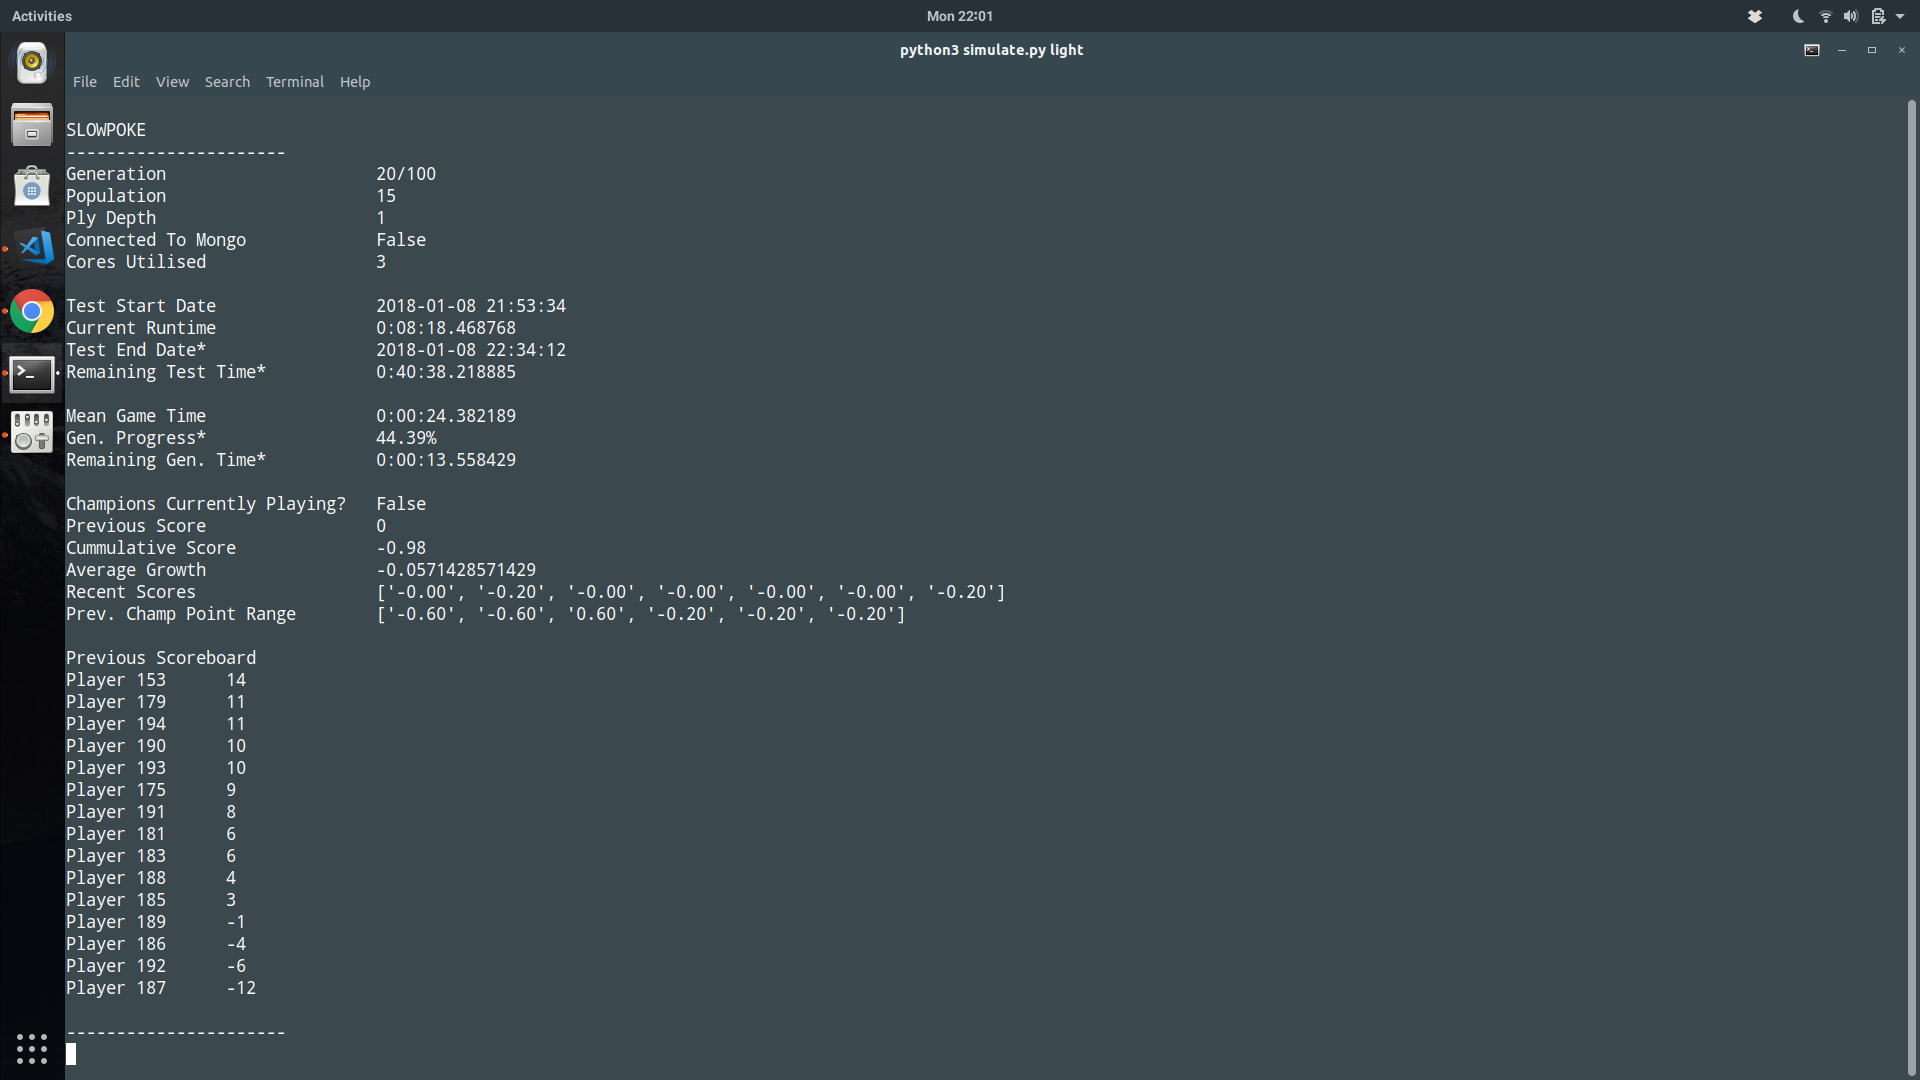 Activities
Mon 22:01
python3 simulate.py light
File Edit View Search Terminal Help
SLOWPOKE
----------------------
Generation 20/100
Population 15
Ply Depth 1
Connected To Mongo False
Cores Utilised 3
Test Start Date 2018-01-08 21:53:34
Current Runtime 0:08:18.468768
Test End Date* 2018-01-08 22:34:12
Remaining Test Time* 0:40:38.218885
Mean Game Time 0:00:24.382189
Gen. Progress* 44.39%
Remaining Gen. Time* 0:00:13.558429
Champions Currently Playing? False
Previous Score 0
Cummulative Score -0.98
Average Growth -0.0571428571429
Recent Scores ['-0.00', '-0.20', '-0.00', '-0.00', '-0.00', '-0.00', '-0.20']
Prev. Champ Point Range ['-0.60', '-0.60', '0.60', '-0.20', '-0.20', '-0.20']
Previous Scoreboard
Player 153 14
Player 179 11
Player 194 11
Player 190 10
Player 193 10
Player 175 9
Player 191 8
Player 181 6
Player 183 6
Player 188 4
Player 185 3
Player 189 -1
Player 186 -4
Player 192 -6
Player 187 -12
----------------------